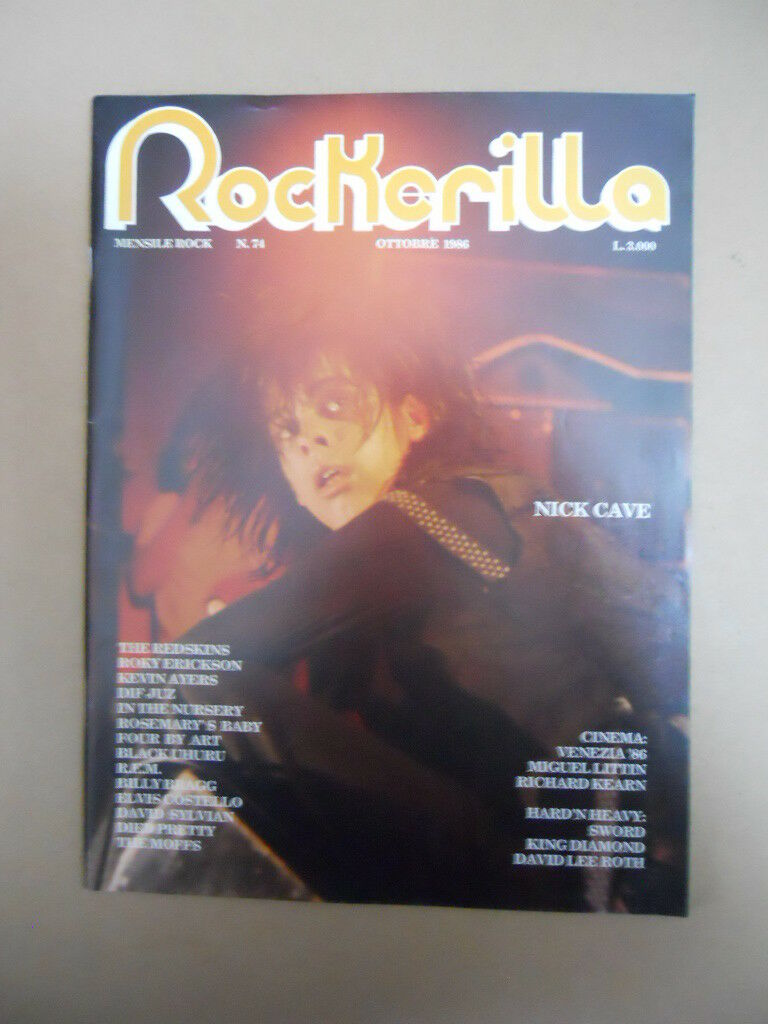 Rockerilla
MENSILE ROCK N. 74 OTTOBRE 1986 L. 3.000
NICK CAVE
THE REDSKINS
ROKY ERICKSON
KEVIN AYERS
DIF JUZ
IN THE NURSERY
ROSEMARY'S BABY
FOUR BY ART
BLACK UHURU
R.E.M.
BILLY BRAGG
ELVIS COSTELLO
DAVID SYLVIAN
DIED PRETTY
THE MOFFS
CINEMA:
VENEZIA '86
MIGUEL LITTIN
RICHARD KEARN
HARD'N HEAVY:
SWORD
KING DIAMOND
DAVID LEE ROTH